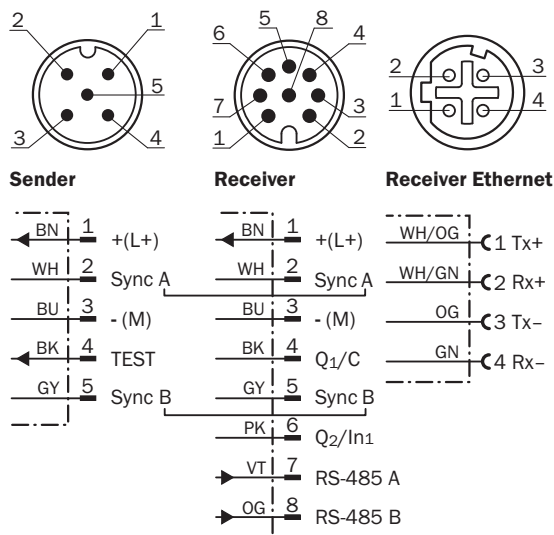 2 1
5
3 4
5 8
6 4
7 3
1 2
2 3
1 4
Sender Receiver Receiver Ethernet
BN 1 +(L+)
WH 2 Sync A
BU 3 - (M)
BK 4 TEST
GY 5 Sync B
BN 1 +(L+)
WH 2 Sync A
BU 3 - (M)
BK 4 Q1/C
GY 5 Sync B
PK 6 Q2/In1
VT 7 RS-485 A
OG 8 RS-485 B
WH/OG 1 Tx+
WH/GN 2 Rx+
OG 3 Tx–
GN 4 Rx–